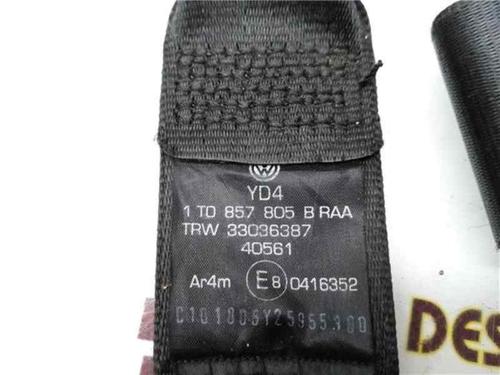 YD4
1 T0 857 805 B RAA
TRW 33036387
40561
Ar4m E8 0416352
DES